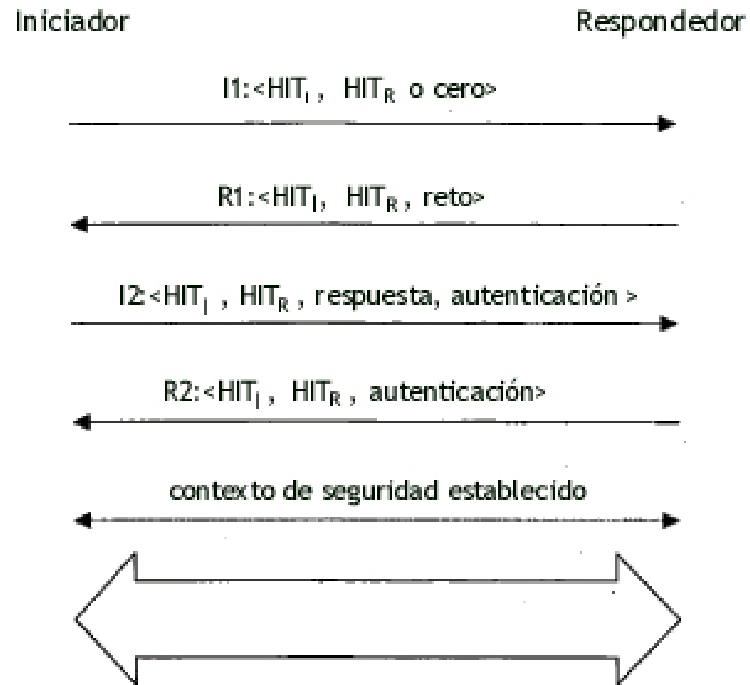 Iniciador Respondedor
I1:<HIT_I, HIT_R o cero>
R1:<HIT_I, HIT_R, reto>
I2:<HIT_I, HIT_R, respuesta, autenticación>
R2:<HIT_I, HIT_R, autenticación>
contexto de seguridad establecido